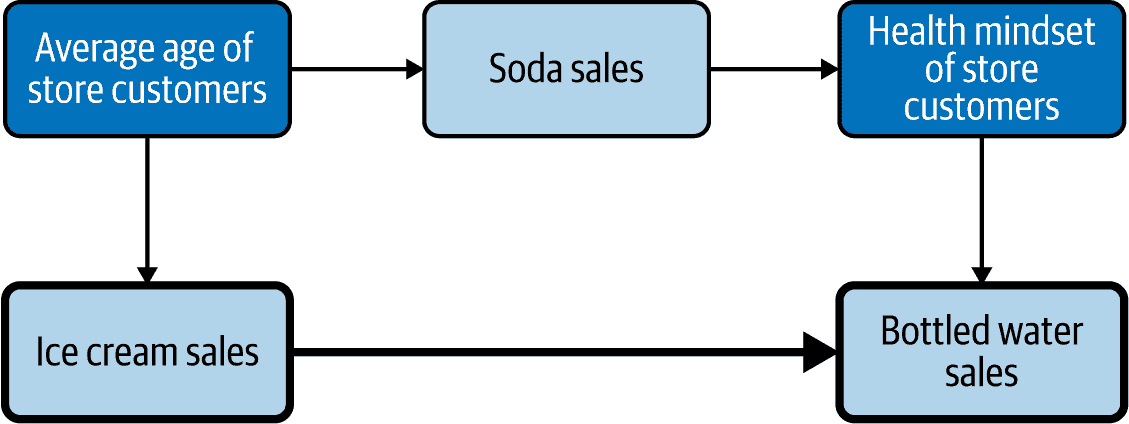 Average age of
store customers
Soda sales
Health mindset
of store
customers
Ice cream sales
Bottled water
sales